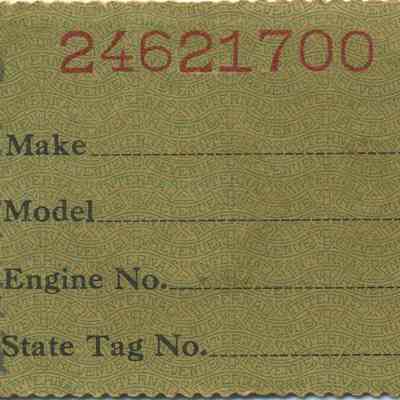 24621700
Make
Model
Engine No.
State Tag No.